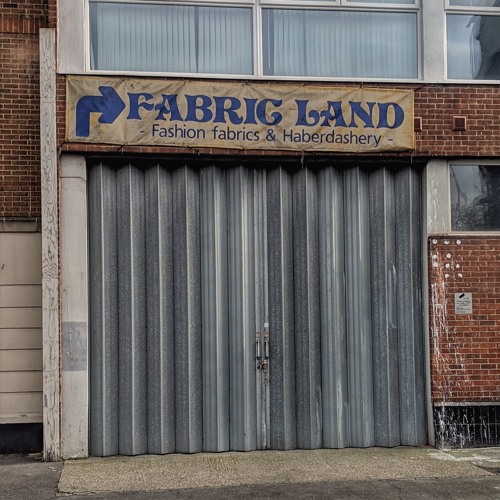 FABRIC LAND
- Fashion fabrics & Haberdashery -